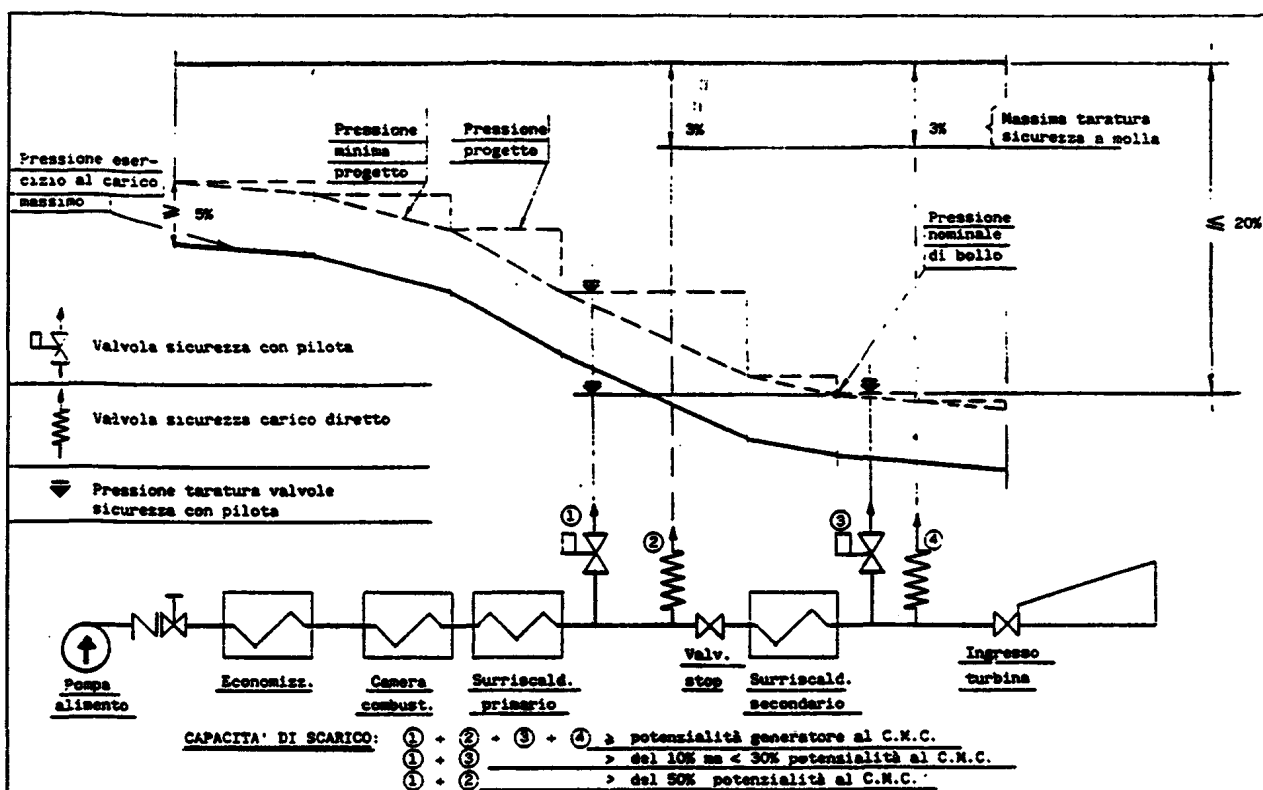 Pressione eser-
cizio al carico
massimo
Pressione
minima
progetto
Pressione
progetto
3%
3%
Massima taratura
sicurezza a molla
⩾ 5%
Pressione
nominale
di bollo
⩽ 20%
Valvola sicurezza con pilota
Valvola sicurezza carico diretto
Pressione taratura valvole
sicurezza con pilota
①
②
③
④
Pompa
alimento
Economizz.
Camera
combust.
Surriscald.
primario
Valv.
stop
Surriscald.
secondario
Ingresso
turbina
CAPACITA' DI SCARICO: ① + ② + ③ + ④ ⩾ potenzialità generatore al C.M.C.
① + ③ > del 10% ma < 30% potenzialità al C.M.C.
① + ② > del 50% potenzialità al C.M.C.